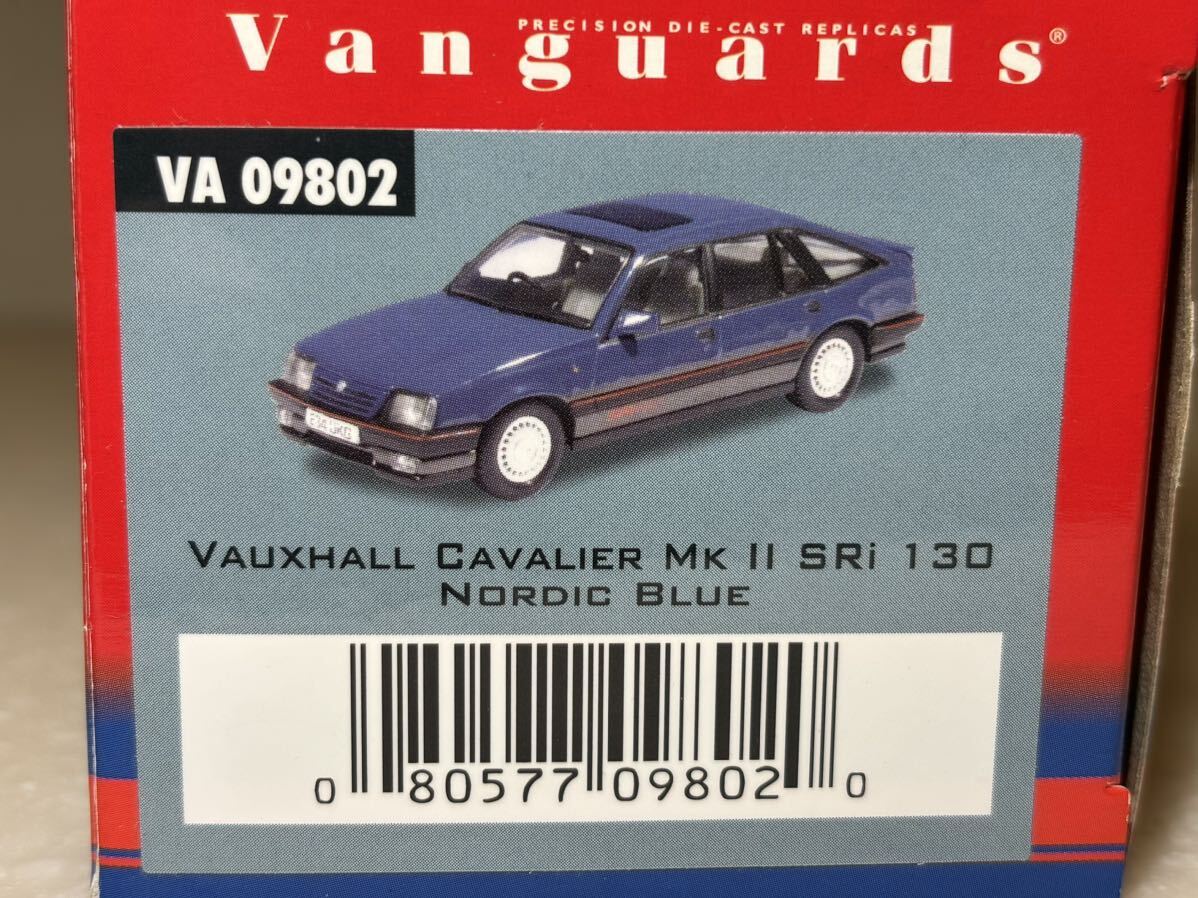 PRECISION DIE-CAST REPLICAS
Vanguards®
VA 09802
VAUXHALL CAVALIER MK II SRi 130
NORDIC BLUE
0 80577 09802 0